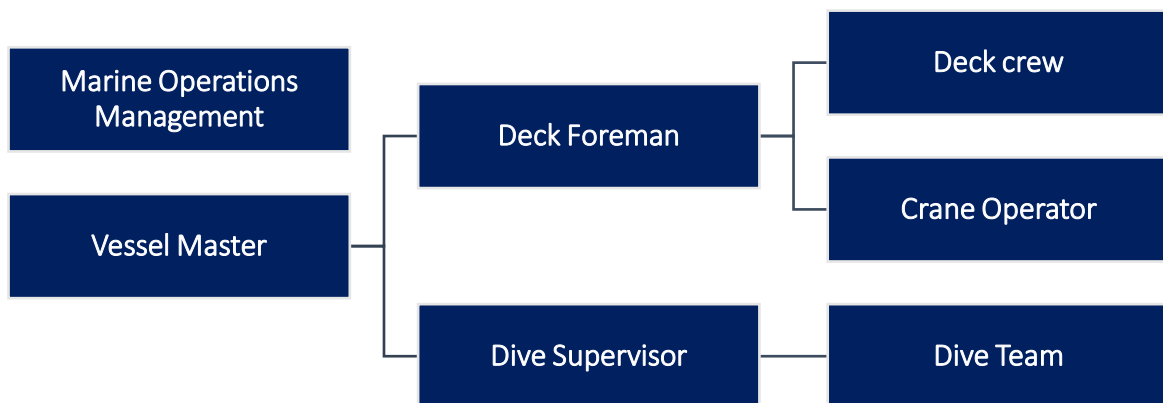 Marine Operations
Management
Vessel Master
Deck Foreman
Dive Supervisor
Deck crew
Crane Operator
Dive Team